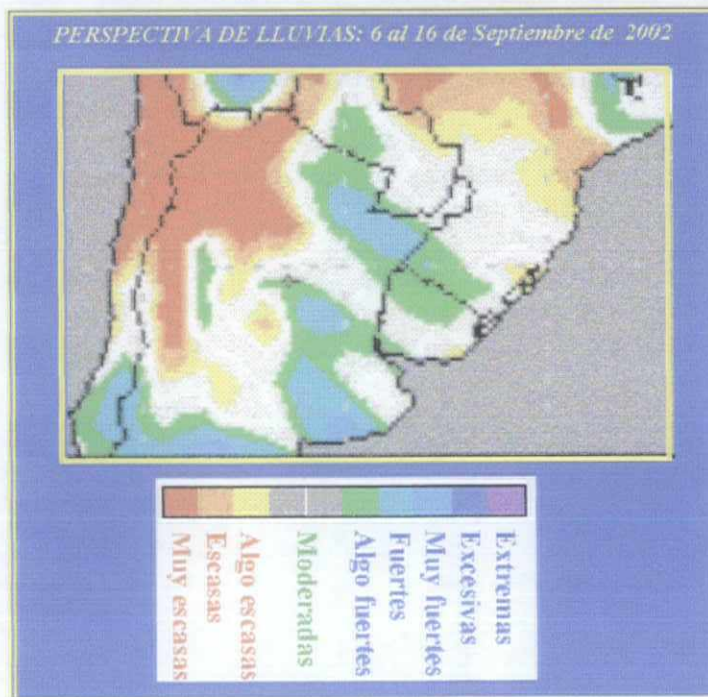 PERSPECTIVA DE LLUVIAS: 6 al 16 de Septiembre de 2002
Muy escasas
Escasas
Algo escasas
Moderadas
Algo fuertes
Fuertes
Muy fuertes
Excesivas
Extremas